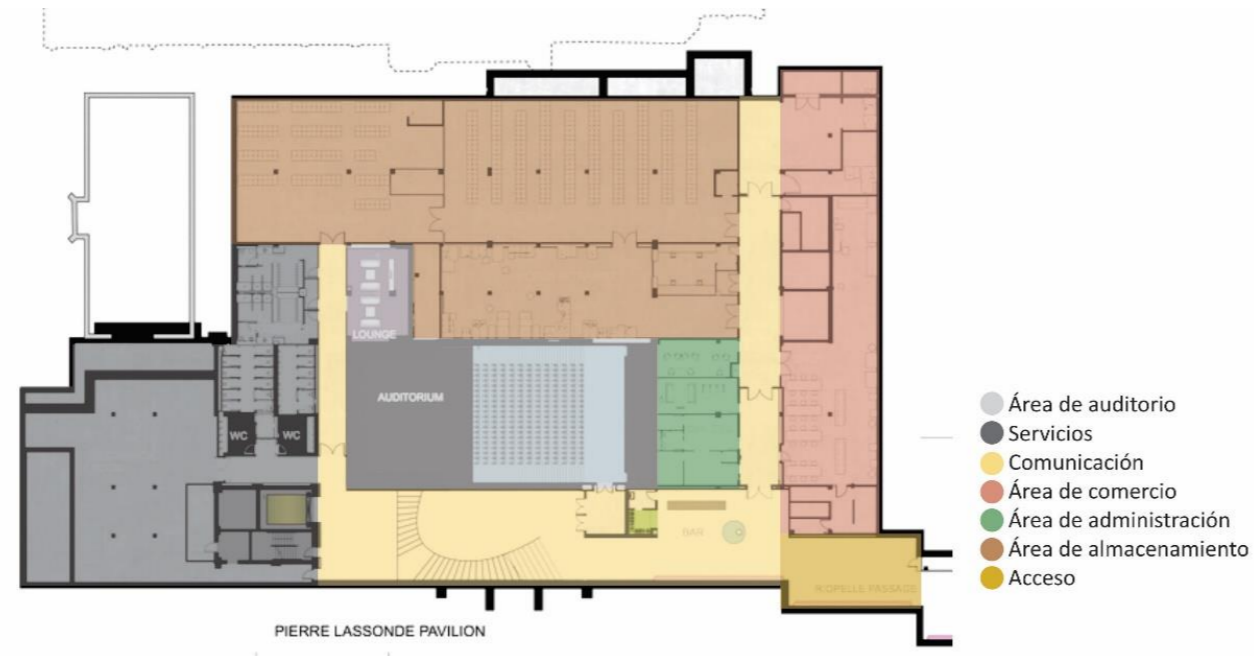 LOUNGE
AUDITORIUM
WC
WC
BAR
PASSAGE
PIERRE LASSONDE PAVILION
Área de auditorio
Servicios
Comunicación
Área de comercio
Área de administración
Área de almacenamiento
Acceso